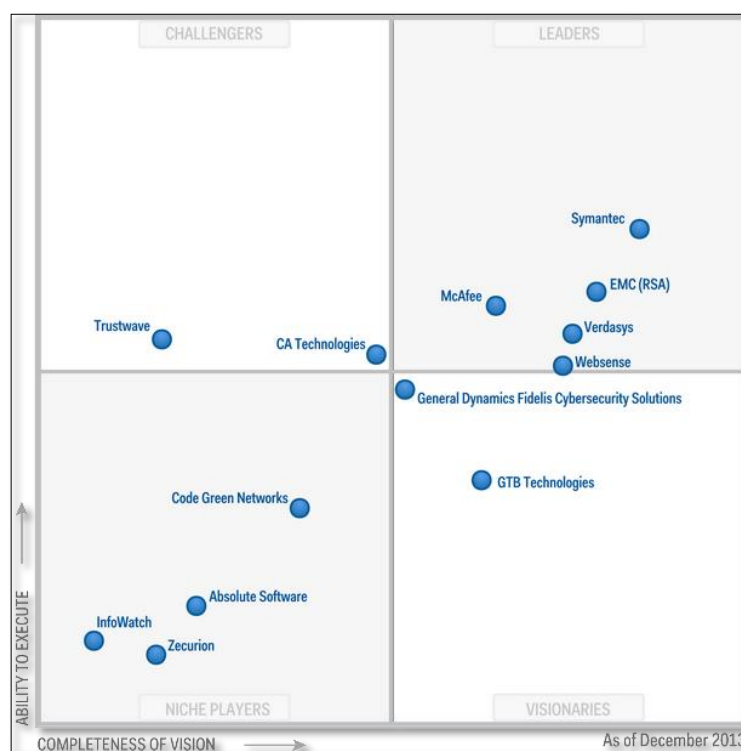 CHALLENGERS
LEADERS
Symantec
EMC (RSA)
McAfee
Trustwave
Verdasys
CA Technologies
Websense
General Dynamics Fidelis Cybersecurity Solutions
GTB Technologies
Code Green Networks
Absolute Software
InfoWatch
Zecurion
NICHE PLAYERS
VISIONARIES
ABILITY TO EXECUTE
COMPLETENESS OF VISION
As of December 2013